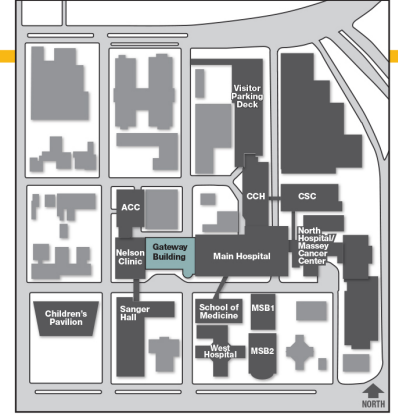 Visitor
Parking
Dock
CCH
CSC
ACC
Nelson
Clinic
Gateway
Building
Main Hospital
North
Hospital/
Massey
Cancer
Center
Children's
Pavilion
Sanger
Hall
School of
Medicine
MSB1
West
Hospital
MSB2
NORTH